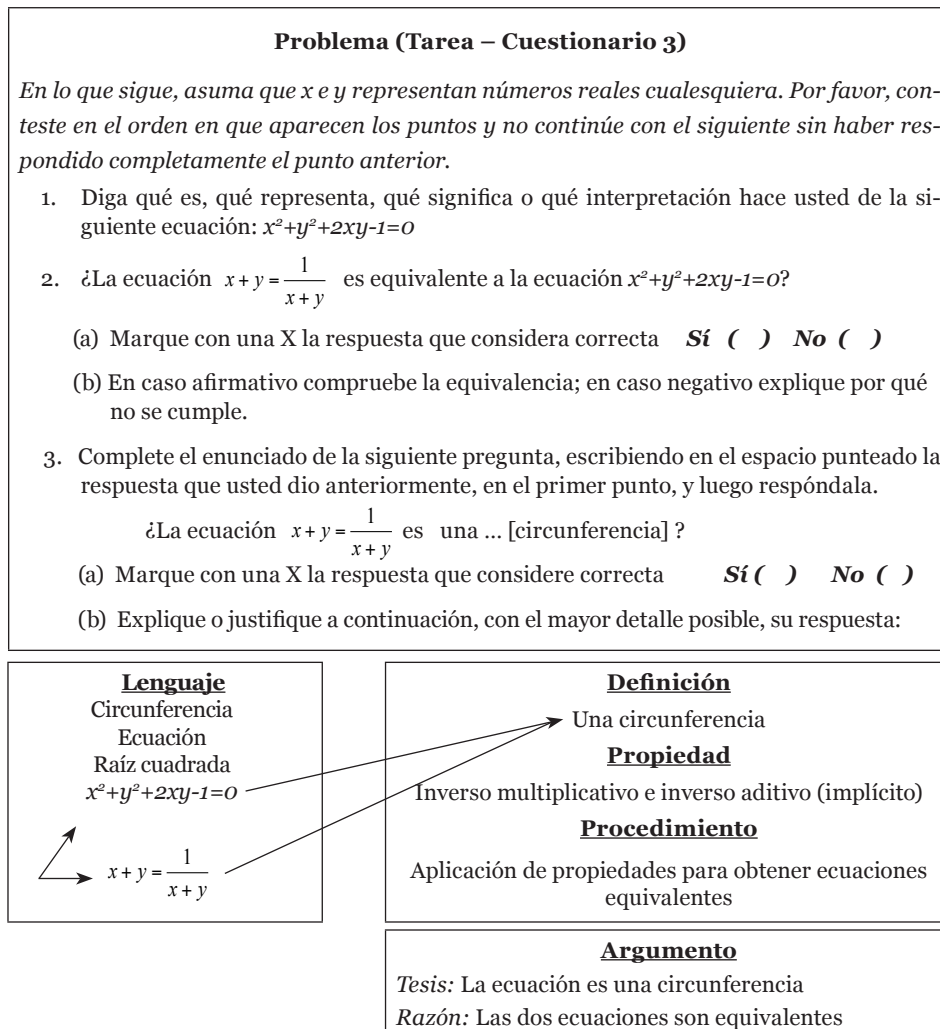 Problema (Tarea – Cuestionario 3)
En lo que sigue, asuma que x e y representan números reales cualesquiera. Por favor, con-
teste en el orden en que aparecen los puntos y no continúe con el siguiente sin haber res-
pondido completamente el punto anterior.
1. Diga qué es, qué representa, qué significa o qué interpretación hace usted de la si-
guiente ecuación: x²+y²+2xy-1=0
2. ¿La ecuación x + y = 1/(x + y) es equivalente a la ecuación x²+y²+2xy-1=0?
(a) Marque con una X la respuesta que considera correcta Sí ( ) No ( )
(b) En caso afirmativo compruebe la equivalencia; en caso negativo explique por qué
no se cumple.
3. Complete el enunciado de la siguiente pregunta, escribiendo en el espacio punteado la
respuesta que usted dio anteriormente, en el primer punto, y luego respóndala.
¿La ecuación x + y = 1/(x + y) es una ... [circunferencia] ?
(a) Marque con una X la respuesta que considere correcta Sí ( ) No ( )
(b) Explique o justifique a continuación, con el mayor detalle posible, su respuesta:
Lenguaje
Circunferencia
Ecuación
Raíz cuadrada
x²+y²+2xy-1=0
x + y = 1/(x + y)
Definición
Una circunferencia
Propiedad
Inverso multiplicativo e inverso aditivo (implícito)
Procedimiento
Aplicación de propiedades para obtener ecuaciones
equivalentes
Argumento
Tesis: La ecuación es una circunferencia
Razón: Las dos ecuaciones son equivalentes